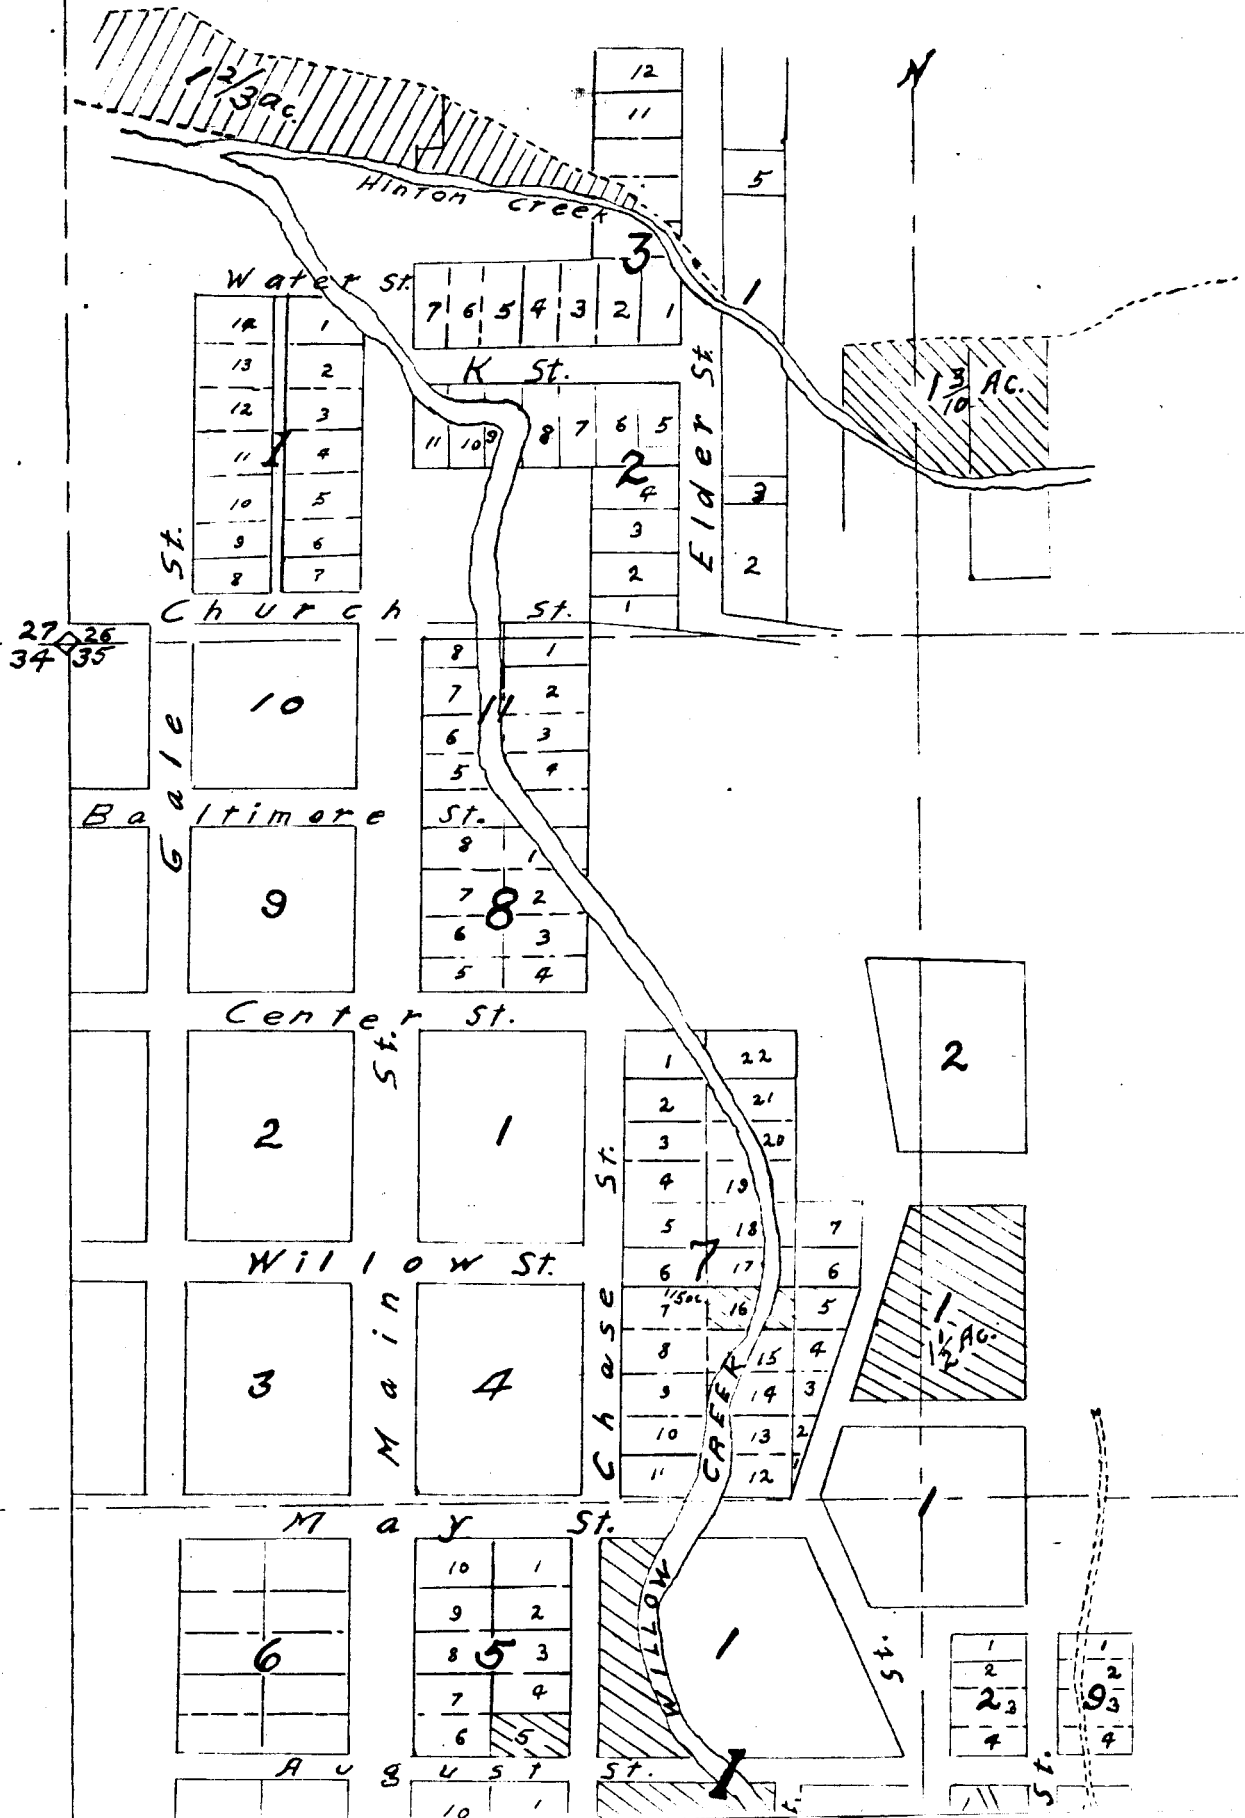 N
1 2/3 ac.
Hinton Creek
12
11
5
3
1
Water St.
7 6 5 4 3 2 1
K St.
11 10 9 8 7 6 5
2
4
3
2
1
Elder St.
3
2
1 3/10 Ac.
14 1
13 2
12 3
11 4
I
10 5
9 6
8 7
Church St.
27 26
34 35
Gale St.
10
8 1
7 2
11
6 3
5 4
Baltimore St.
9
8 1
7 2
8
6 3
5 4
Center St.
Main St.
2
1
Chase St.
1 22
2 21
3 20
4 19
5 18 7
7
6 17 6
7 16 5
8 15 4
9 14 3
10 13 2
11 12 1
2
1
1 1/2 Ac.
Willow St.
3
4
WILLOW CREEK
1
May St.
6
10 1
9 2
8 3
5
7 4
6 5
1
St.
1
2
2 3
4
1
2
9 3
4
St.
August St.
I
10 1
t.